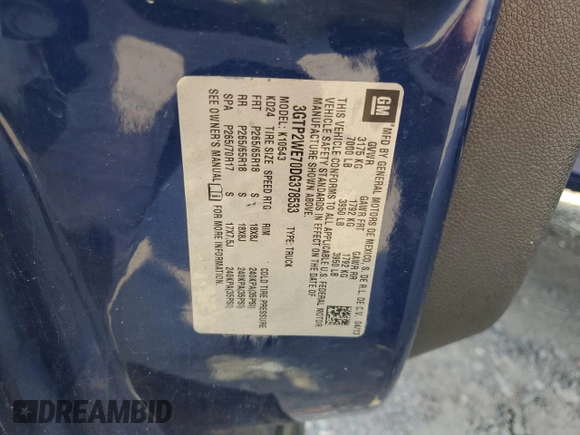 GM
MFD BY GENERAL MOTORS DE MEXICO, S. DE R.L. DE C.V. 04/13
GVWR GAWR FRT GAWR RR
3175 KG 1792 KG 1792 KG
7000 LB 3950 LB 3950 LB
THIS VEHICLE CONFORMS TO ALL APPLICABLE U.S. FEDERAL MOTOR
VEHICLE SAFETY STANDARDS IN EFFECT ON THE DATE OF
MANUFACTURE SHOWN ABOVE.
3GTP2WE70DG378533 TYPE: TRUCK
MODEL: K10543
KD24 TIRE SIZE SPEED RTG RIM COLD TIRE PRESSURE
FRT P265/65R18 S 18X8J 240KPA(35PSI)
RR P265/65R18 S 18X8J 240KPA(35PSI)
SPA P265/70R17 S 17X7.5J 240KPA(35PSI)
SEE OWNER'S MANUAL FOR MORE INFORMATION.
DREAMBID